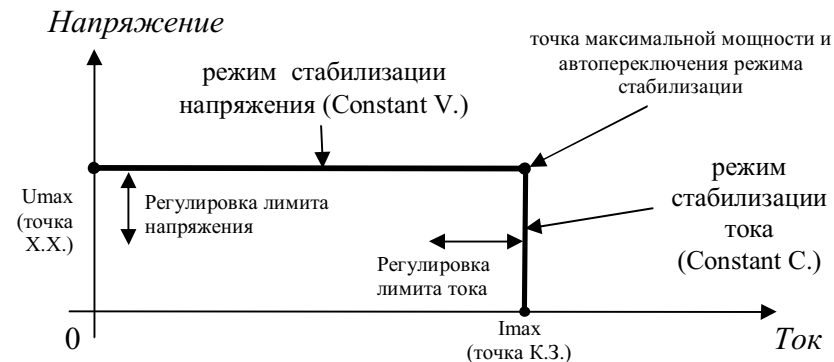 Напряжение
точка максимальной мощности и
автопереключения режима
стабилизации
режим стабилизации
напряжения (Constant V.)
режим
стабилизации
тока
(Constant C.)
Umax
(точка
Х.Х.)
Регулировка лимита
напряжения
Регулировка
лимита тока
0
Imax
(точка К.З.)
Ток